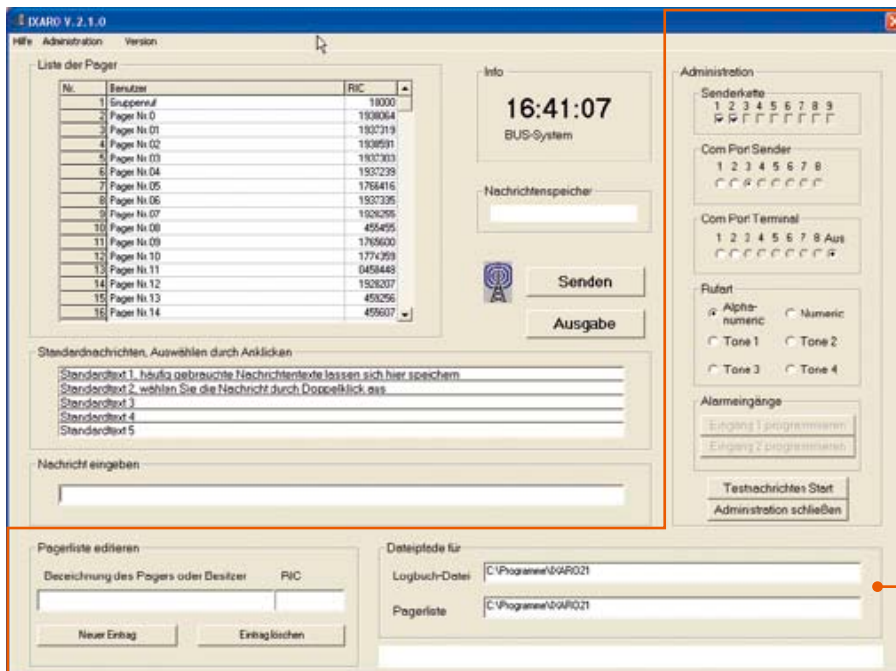 IXARO V.2.1.0
Hilfe Administration Version
Liste der Pager
Nr. Benutzer RIC
1 Gruppenruf 18000
2 Pager Nr.0 1938064
3 Pager Nr.01 1937319
4 Pager Nr.02 1938591
5 Pager Nr.03 1937303
6 Pager Nr.04 1937239
7 Pager Nr.05 1766416
8 Pager Nr.06 1937335
9 Pager Nr.07 1928255
10 Pager Nr.08 455455
11 Pager Nr.09 1765600
12 Pager Nr.10 1774359
13 Pager Nr.11 0458448
14 Pager Nr.12 1928207
15 Pager Nr.13 459256
16 Pager Nr.14 459607
Info
16:41:07
BUS-System
Nachrichtenspeicher
Senden
Ausgabe
Standardnachrichten, Auswählen durch Anklicken
Standardtext 1, häufig gebrauchte Nachrichtentexte lassen sich hier speichern
Standardtext 2, wählen Sie die Nachricht durch Doppelklick aus
Standardtext 3
Standardtext 4
Standardtext 5
Nachricht eingeben
Administration
Senderkette
1 2 3 4 5 6 7 8 9
Com Port Sender
1 2 3 4 5 6 7 8
Com Port Terminal
1 2 3 4 5 6 7 8 Aus
Rufart
Alpha-
numeric Numeric
Tone 1 Tone 2
Tone 3 Tone 4
Alarmeingänge
Eingang 1 programmieren
Eingang 2 programmieren
Testnachrichten Start
Administration schließen
Pagerliste editieren
Bezeichnung des Pagers oder Besitzer RIC
Neuer Eintrag Eintrag löschen
Dateipfade für
Logbuch-Datei C:\Programme\IXARO21
Pagerliste C:\Programme\IXARO21